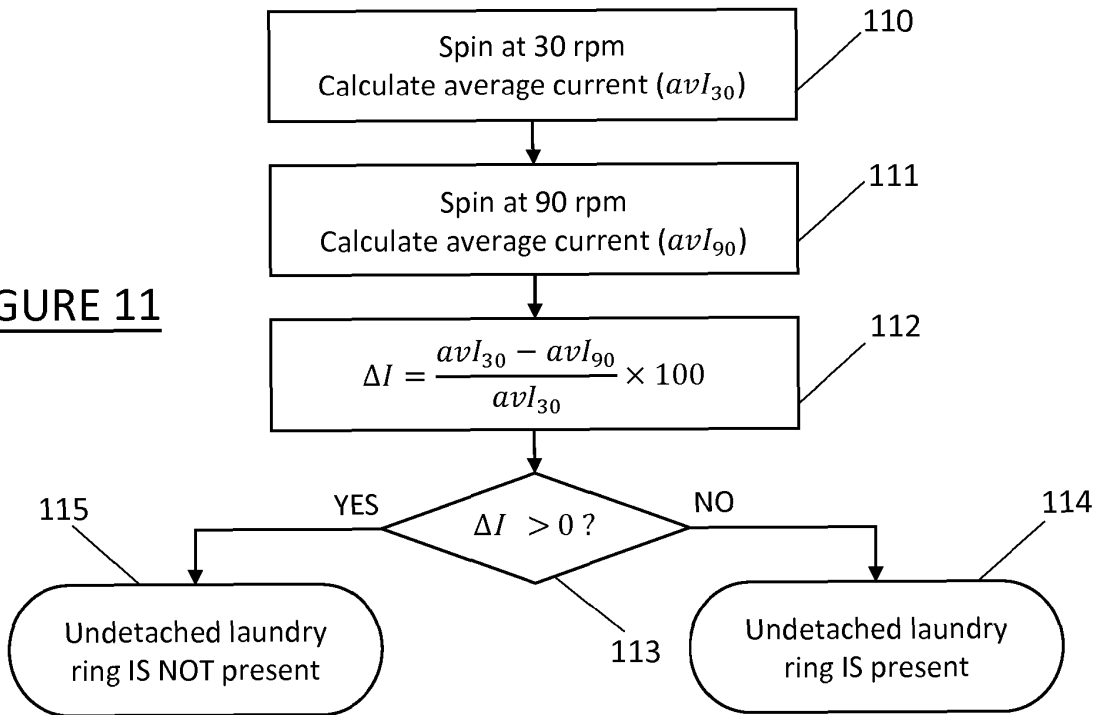 110
Spin at 30 rpm
Calculate average current (avI₃₀)
111
Spin at 90 rpm
Calculate average current (avI₉₀)
GURE 11
112
ΔI = (avI₃₀ − avI₉₀) / avI₃₀ × 100
115
YES
ΔI > 0 ?
NO
114
Undetached laundry
ring IS NOT present
113
Undetached laundry
ring IS present